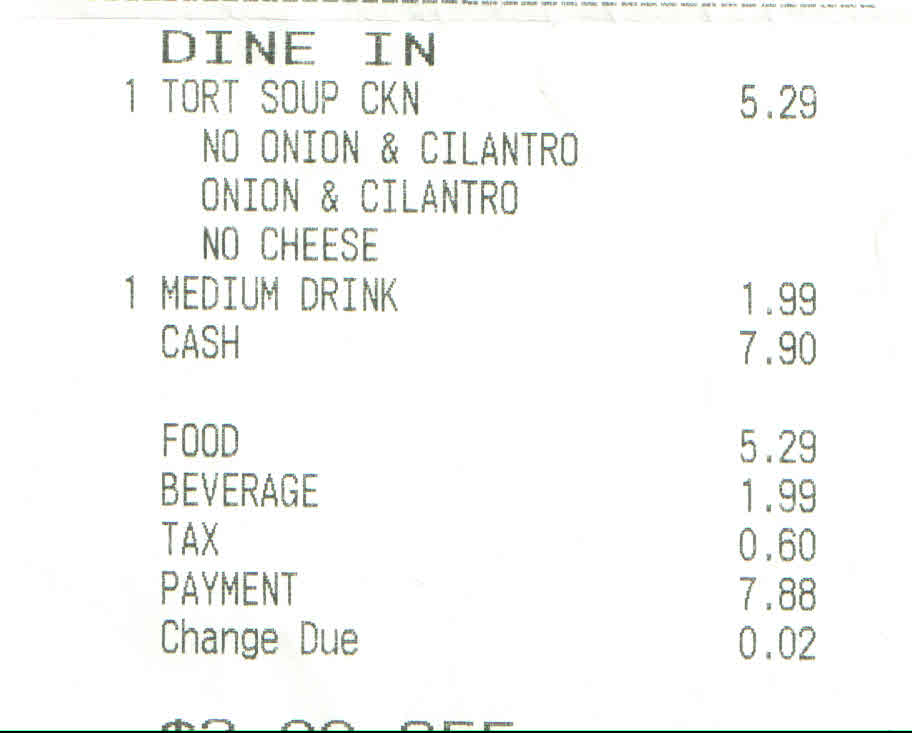 DINE IN
1 TORT SOUP CKN 5.29
NO ONION & CILANTRO
ONION & CILANTRO
NO CHEESE
1 MEDIUM DRINK 1.99
CASH 7.90
FOOD 5.29
BEVERAGE 1.99
TAX 0.60
PAYMENT 7.88
Change Due 0.02